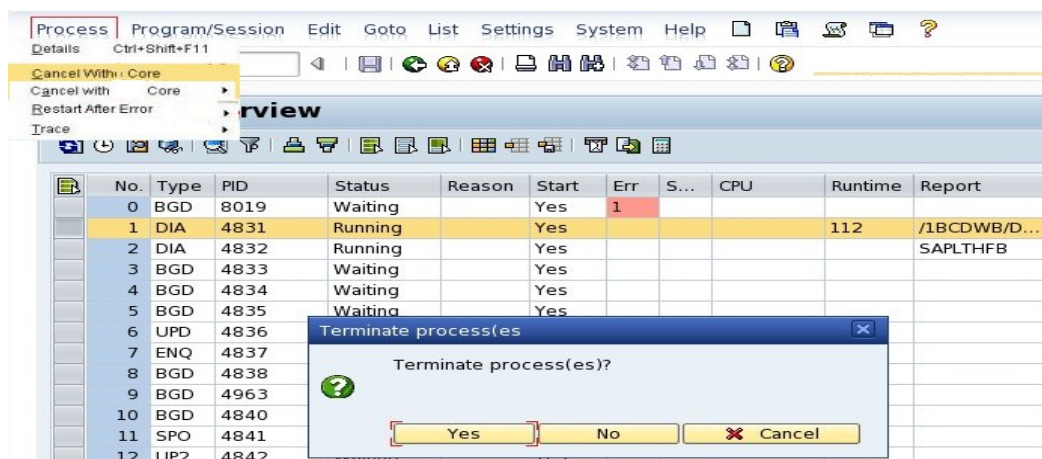 Process Program/Session Edit Goto List Settings System Help
Details Ctrl+Shift+F11
Cancel With Core
Cancel with Core
Restart After Error
Trace
rview
No. Type PID Status Reason Start Err S... CPU Runtime Report
0 BGD 8019 Waiting Yes 1
1 DIA 4831 Running Yes 112 /1BCDWB/D...
2 DIA 4832 Running Yes SAPLTHFB
3 BGD 4833 Waiting Yes
4 BGD 4834 Waiting Yes
5 BGD 4835 Waiting Yes
6 UPD 4836
7 ENQ 4837
8 BGD 4838
9 BGD 4963
10 BGD 4840
11 SPO 4841
12 UP2 4842
Terminate process(es
Terminate process(es)?
Yes No Cancel